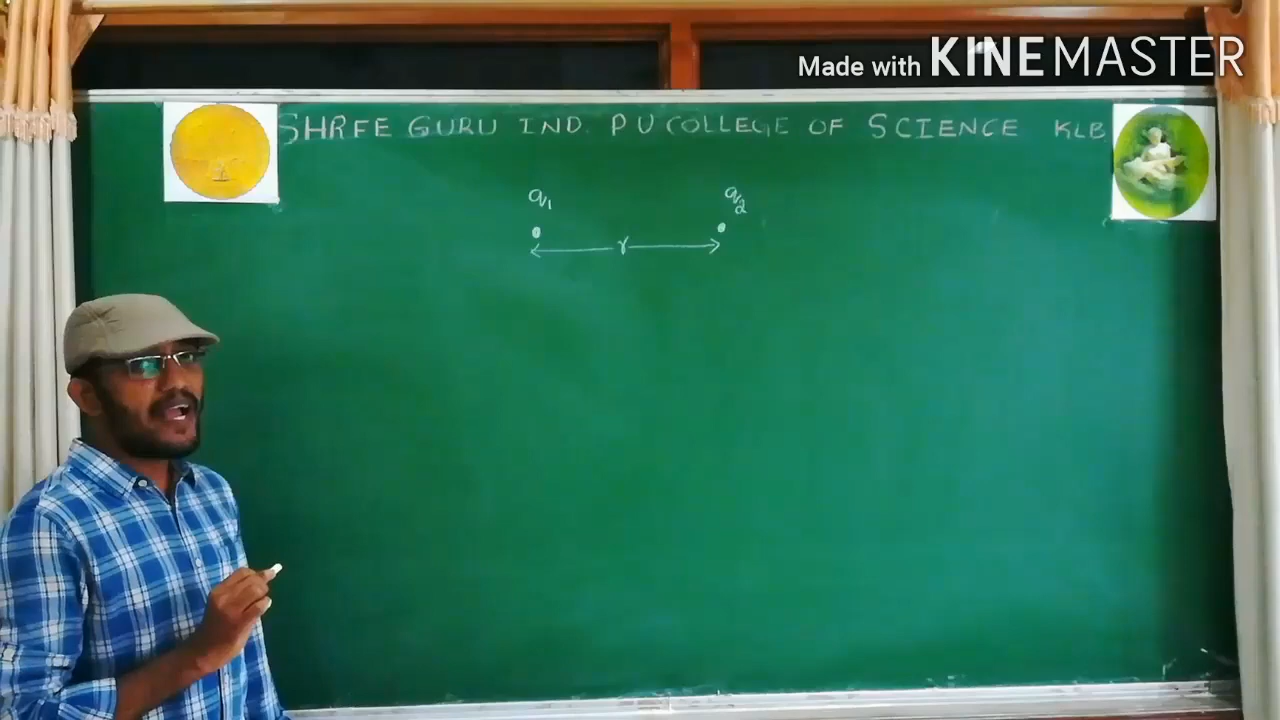 Made with KINEMASTER
SHREE GURU IND. PU COLLEGE OF SCIENCE KLB
q₁ q₂
r